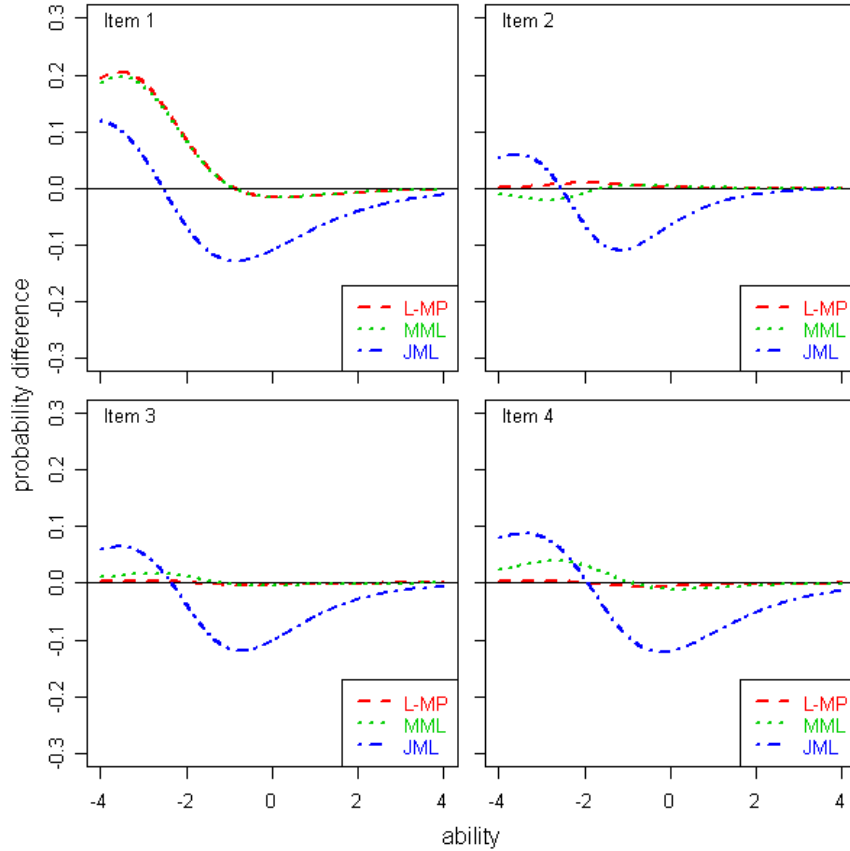 Item 1
Item 2
0.3
0.2
0.1
0.0
-0.1
-0.2
-0.3
L-MP
MML
JML
L-MP
MML
JML
probability difference
Item 3
Item 4
0.3
0.2
0.1
0.0
-0.1
-0.2
-0.3
L-MP
MML
JML
L-MP
MML
JML
-4 -2 0 2 4
-4 -2 0 2 4
ability